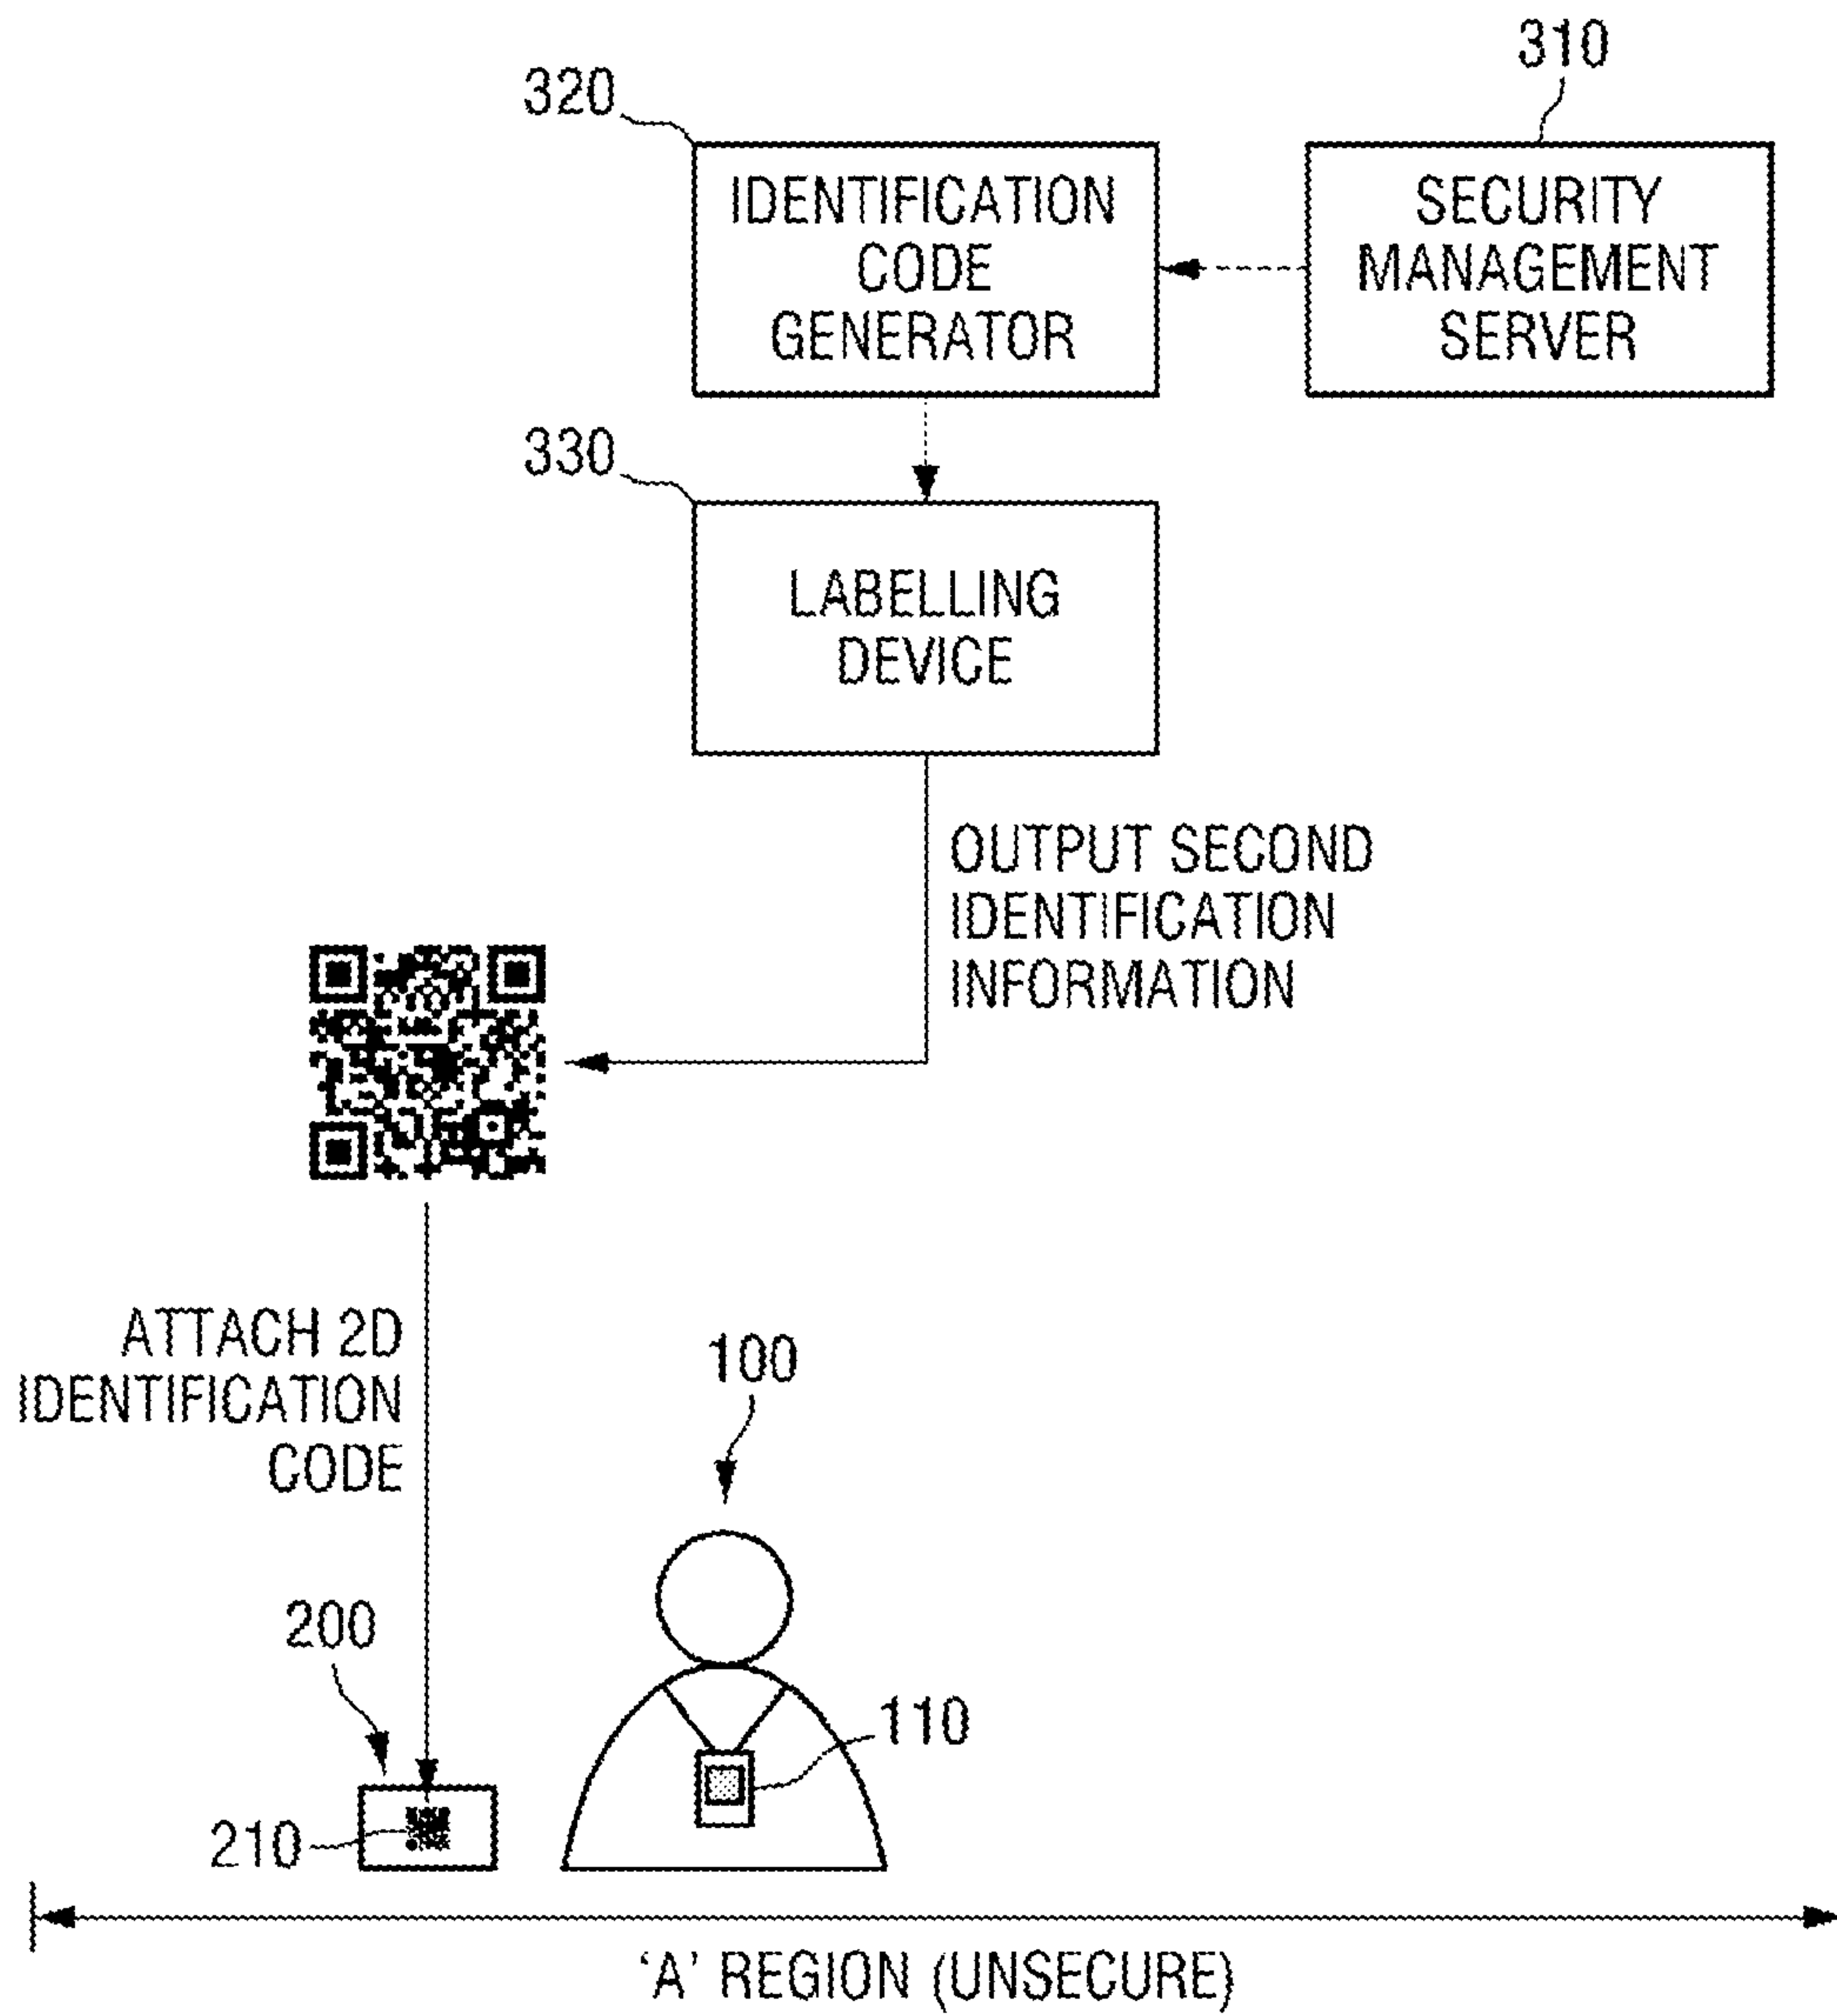 310
320
IDENTIFICATION
CODE
GENERATOR
SECURITY
MANAGEMENT
SERVER
330
LABELLING
DEVICE
OUTPUT SECOND
IDENTIFICATION
INFORMATION
ATTACH 2D
IDENTIFICATION
CODE
100
200
110
210
‘A’ REGION (UNSECURE)